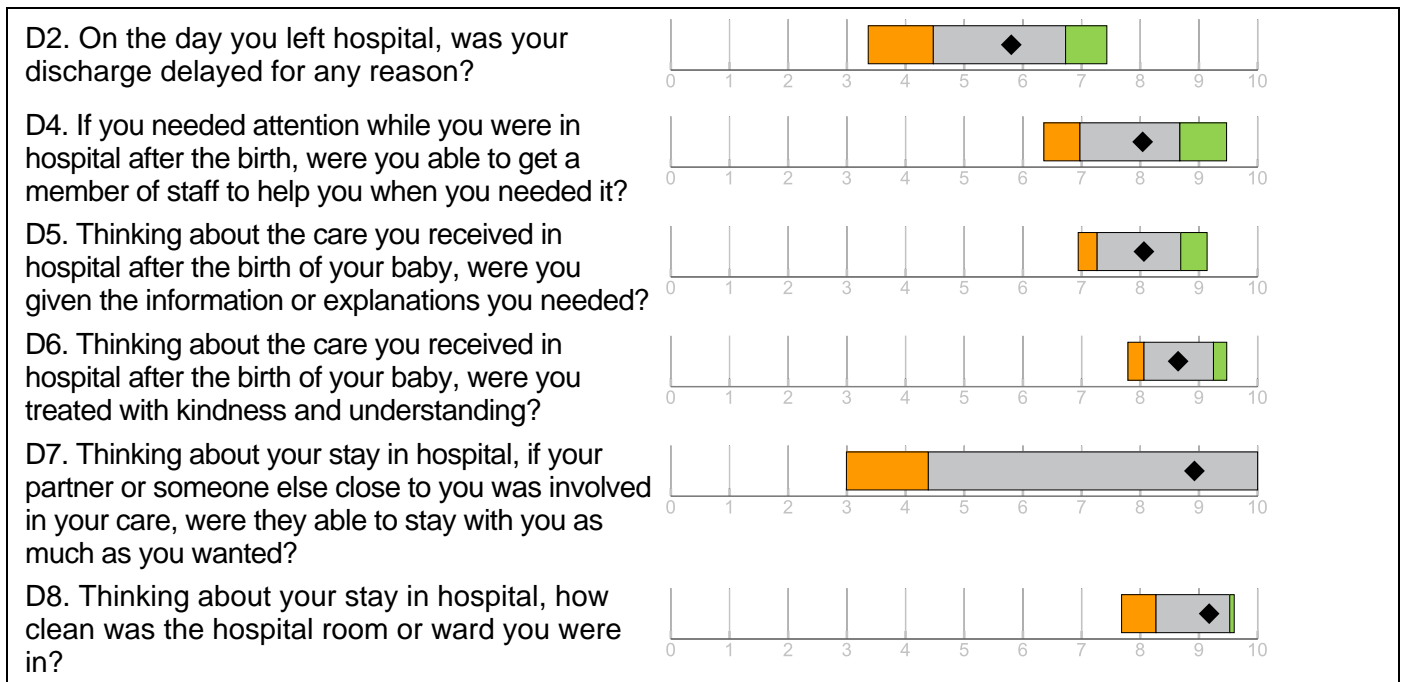 D2. On the day you left hospital, was your
discharge delayed for any reason?
0 1 2 3 4 5 6 7 8 9 10
D4. If you needed attention while you were in
hospital after the birth, were you able to get a
member of staff to help you when you needed it?
0 1 2 3 4 5 6 7 8 9 10
D5. Thinking about the care you received in
hospital after the birth of your baby, were you
given the information or explanations you needed?
0 1 2 3 4 5 6 7 8 9 10
D6. Thinking about the care you received in
hospital after the birth of your baby, were you
treated with kindness and understanding?
0 1 2 3 4 5 6 7 8 9 10
D7. Thinking about your stay in hospital, if your
partner or someone else close to you was involved
in your care, were they able to stay with you as
much as you wanted?
0 1 2 3 4 5 6 7 8 9 10
D8. Thinking about your stay in hospital, how
clean was the hospital room or ward you were
in?
0 1 2 3 4 5 6 7 8 9 10